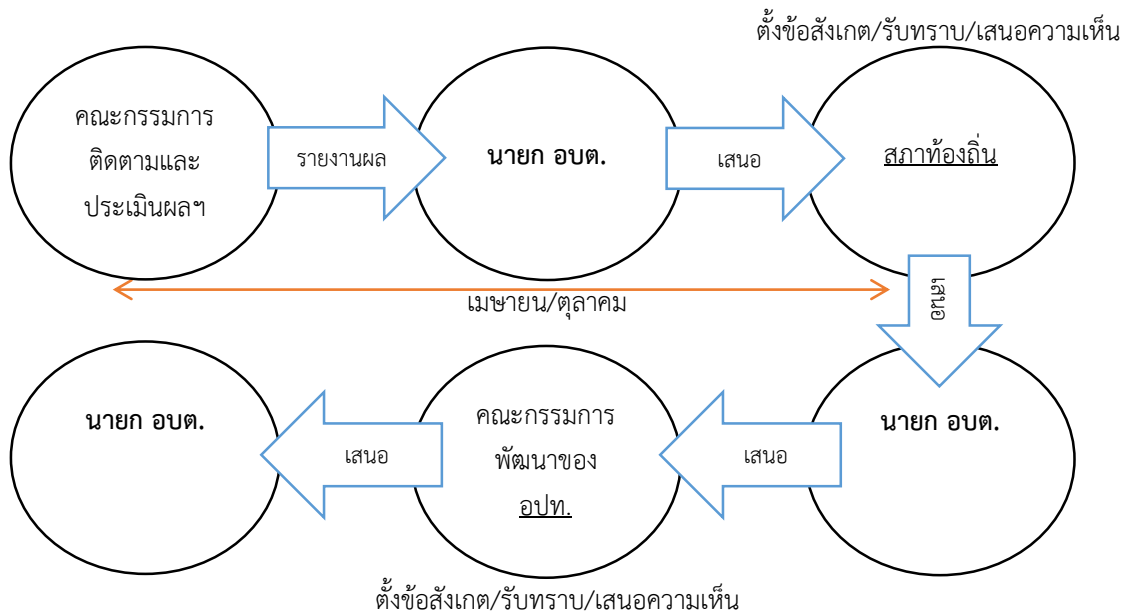 ตั้งข้อสังเกต/รับทราบ/เสนอความเห็น
คณะกรรมการ
ติดตามและ
ประเมินผลฯ
รายงานผล
นายก อบต.
เสนอ
สภาท้องถิ่น
เสนอ
เมษายน/ตุลาคม
นายก อบต.
เสนอ
คณะกรรมการ
พัฒนาของ
อปท.
เสนอ
นายก อบต.
ตั้งข้อสังเกต/รับทราบ/เสนอความเห็น